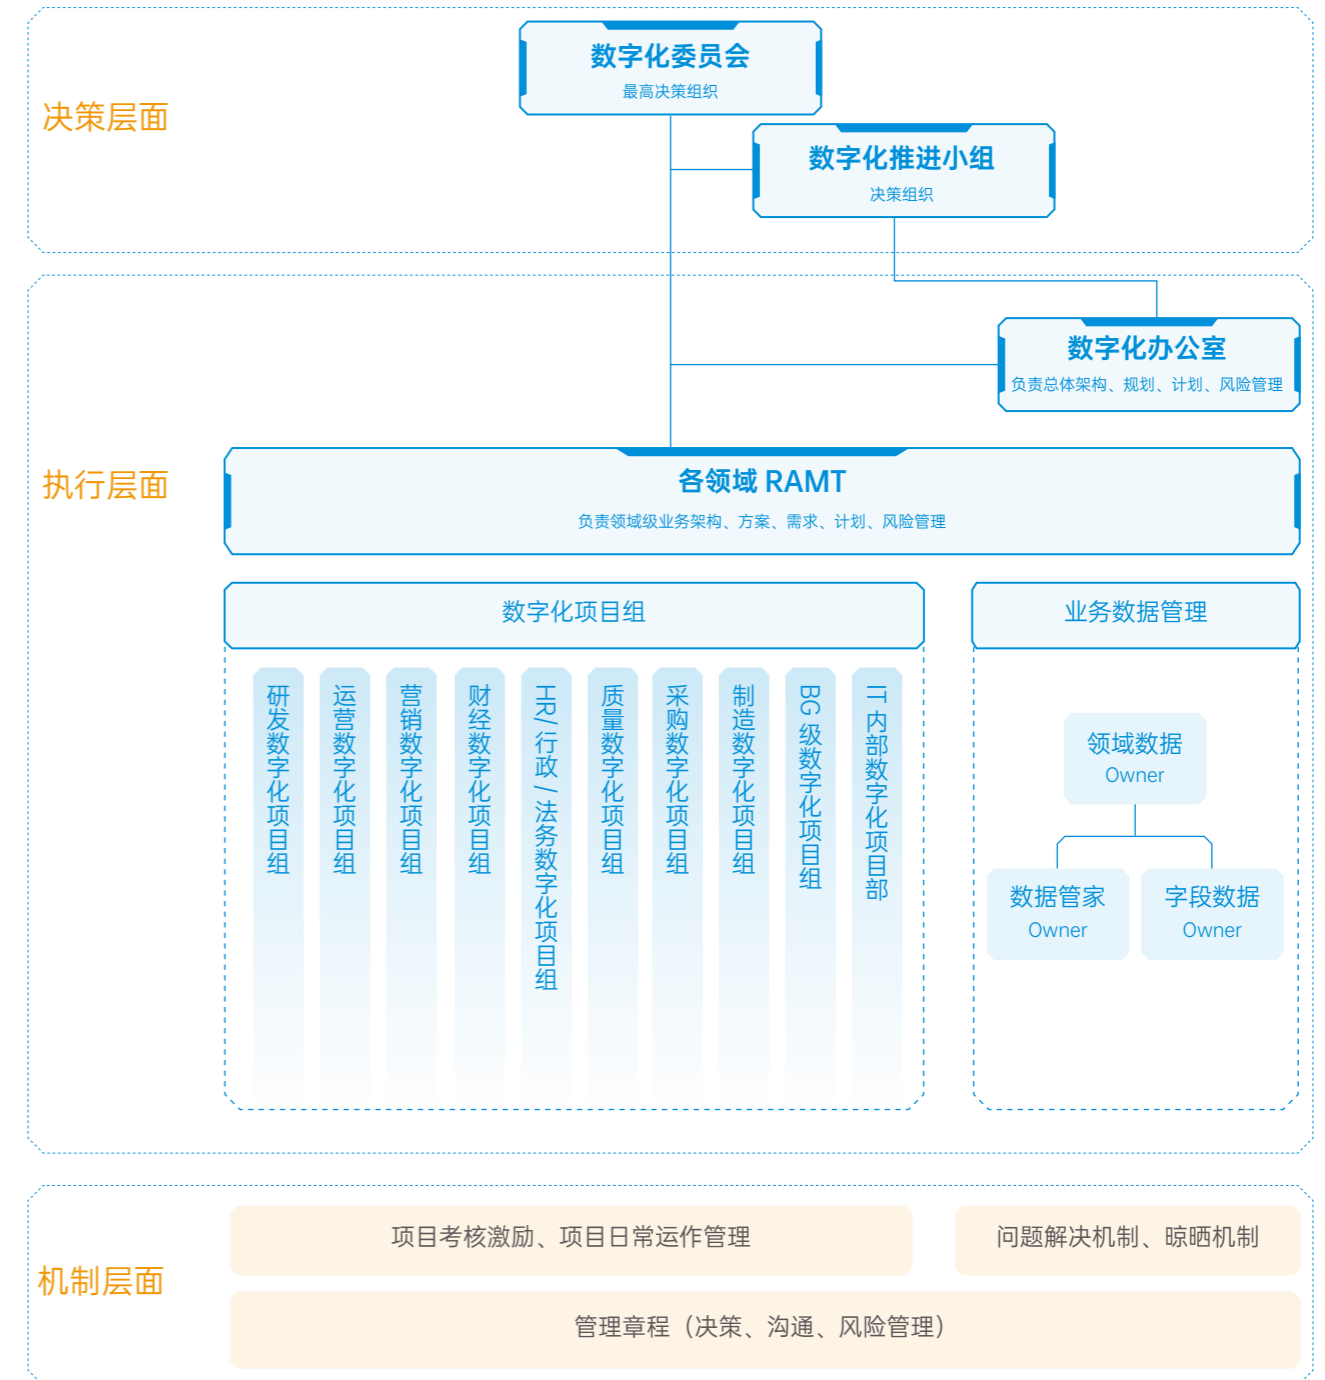 决策层面
数字化委员会
最高决策组织
数字化推进小组
决策组织
执行层面
数字化办公室
负责总体架构、规划、计划、风险管理
各领域 RAMT
负责领域级业务架构、方案、需求、计划、风险管理
数字化项目组
研发数字化项目组
运营数字化项目组
营销数字化项目组
财经数字化项目组
HR/ 行政 / 法务数字化项目组
质量数字化项目组
采购数字化项目组
制造数字化项目组
BG 级数字化项目组
IT 内部数字化项目部
业务数据管理
领域数据
Owner
数据管家
Owner
字段数据
Owner
机制层面
项目考核激励、项目日常运作管理
问题解决机制、晾晒机制
管理章程（决策、沟通、风险管理）